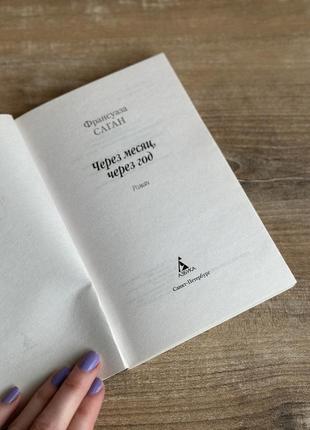 Франсуаза
САГАН
Через месяц,
через год
Роман
АЗБУКА
Санкт-Петербург